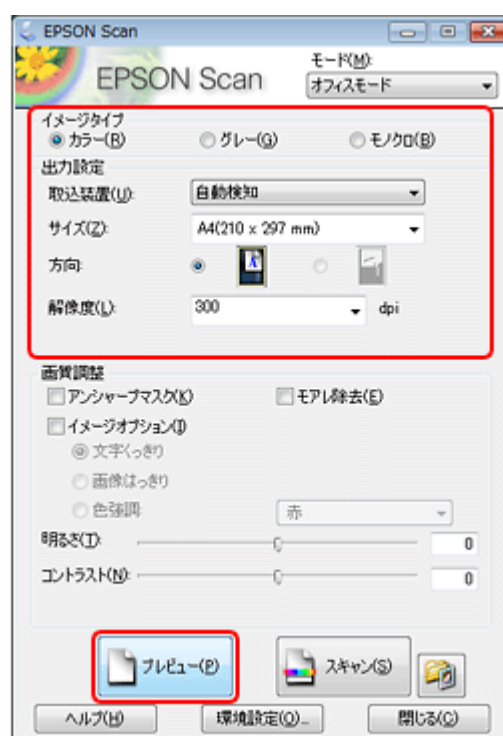 EPSON Scan
EPSON Scan
モード(M):
オフィスモード
イメージタイプ
カラー(R) グレー(G) モノクロ(B)
出力設定
取込装置(U): 自動検知
サイズ(Z): A4(210 x 297 mm)
方向:
解像度(L): 300 dpi
画質調整
アンシャープマスク(K) モアレ除去(E)
イメージオプション(I)
文字くっきり
画像はっきり
色強調 赤
明るさ(T): 0
コントラスト(N): 0
プレビュー(P) スキャン(S)
ヘルプ(H) 環境設定(O)... 閉じる(C)